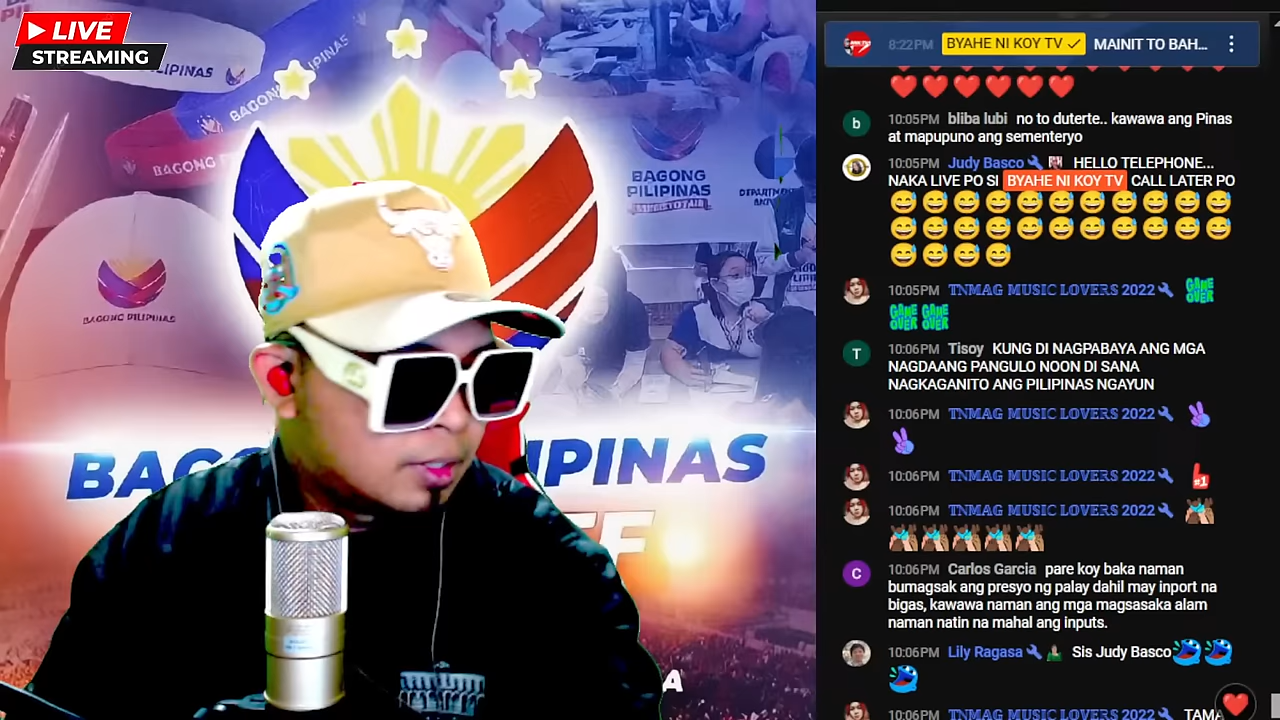 LIVE
STREAMING
PILIPINAS
BAGONG PILIPINAS
BAGONG
PILIPINAS
BAGONG PILIPINAS
8:22PM BYAHE NI KOY TV MAINIT TO BAH...
10:05PM bliba lubi no to duterte.. kawawa ang Pinas
at mapupuno ang sementeryo
10:05PM Judy Basco HELLO TELEPHONE...
NAKA LIVE PO SI BYAHE NI KOY TV CALL LATER PO
10:05PM TNMAG MUSIC LOVERS 2022 GAME OVER
GAME OVER GAME OVER
10:06PM Tisoy KUNG DI NAGPABAYA ANG MGA
NAGDAANG PANGULO NOON DI SANA
NAGKAGANITO ANG PILIPINAS NGAYUN
10:06PM TNMAG MUSIC LOVERS 2022
10:06PM TNMAG MUSIC LOVERS 2022 #1
10:06PM TNMAG MUSIC LOVERS 2022
10:06PM Carlos Garcia pare koy baka naman
bumagsak ang presyo ng palay dahil may inport na
bigas, kawawa naman ang mga magsasaka alam
naman natin na mahal ang inputs.
10:06PM Lily Ragasa Sis Judy Basco
10:06PM TNMAG MUSIC LOVERS 2022 TAMA